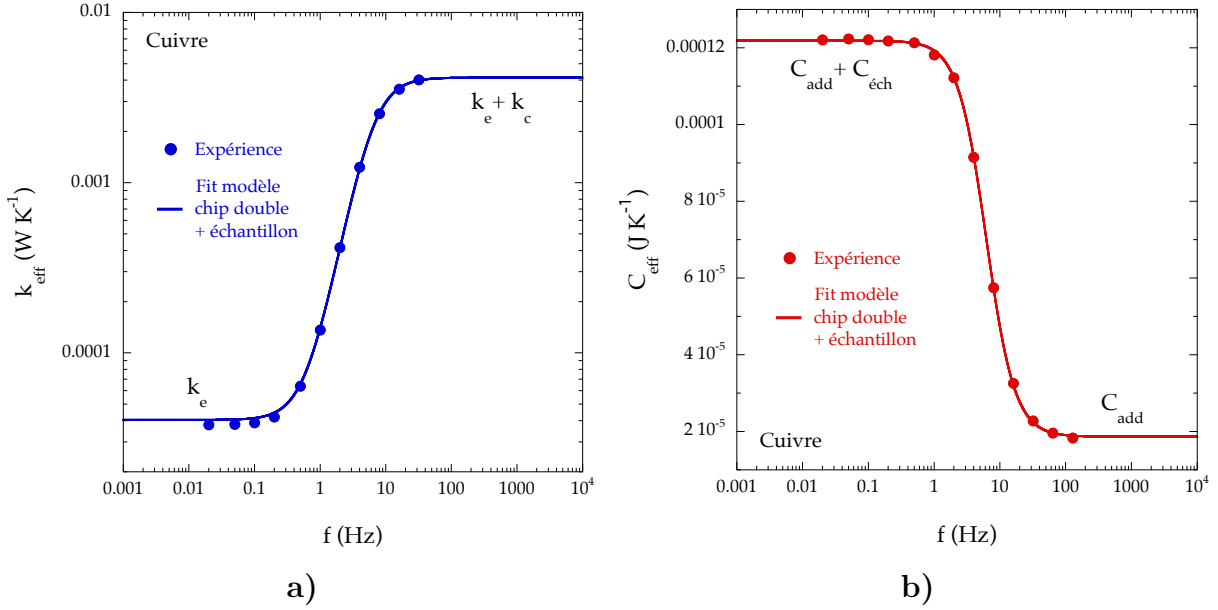 Cuivre
0.01
0.001
0.0001
k_eff (W K^-1)
k_e + k_c
Expérience
Fit modèle
chip double
+ échantillon
k_e
0.001 0.01 0.1 1 10 100 1000 10^4
f (Hz)
a)
0.00012
0.0001
8 10^-5
6 10^-5
4 10^-5
2 10^-5
C_eff (J K^-1)
C_add + C_éch
Expérience
Fit modèle
chip double
+ échantillon
C_add
Cuivre
0.001 0.01 0.1 1 10 100 1000 10^4
f (Hz)
b)